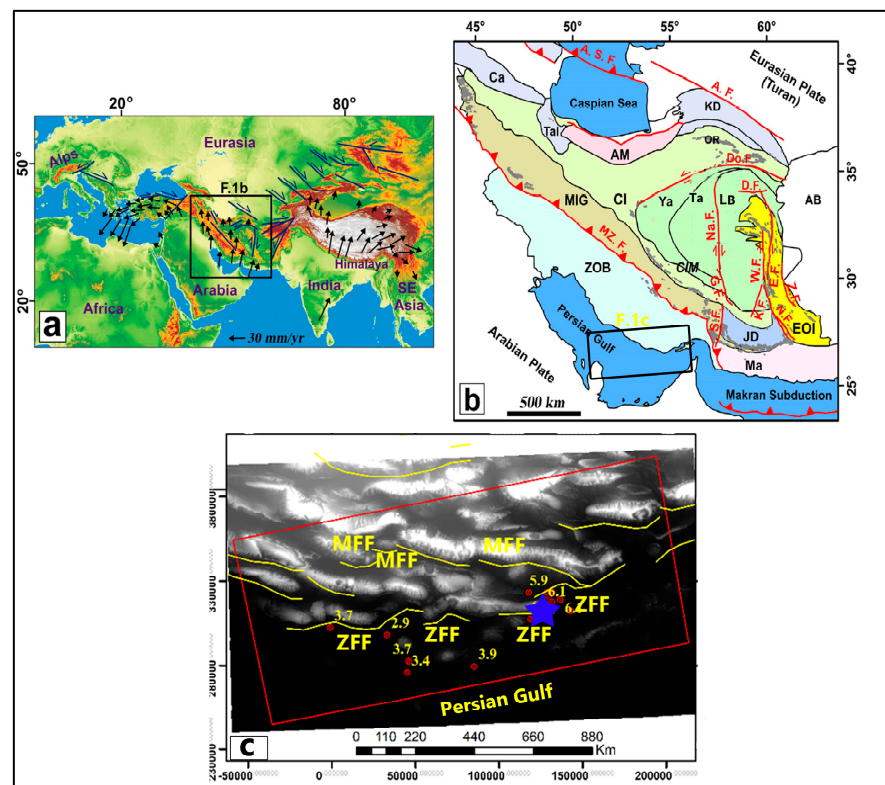 20°
80°
50°
20°
Alps
Eurasia
F.1b
Himalaya
Africa
Arabia
India
SE
Asia
a
30 mm/yr
45°
50°
55°
60°
40°
35°
30°
25°
A. S. F.
A. F.
Eurasian Plate
(Turan)
Ca
Caspian Sea
KD
Tal
AM
OR
Do.F.
MIG
CI
Ya
Ta
LB
D.F.
AB
MZ. F.
Na.F.
ZOB
CIM
W.F.
E.F.
Z.F.
K.F.
N.F.
S.F.
EOI
JD
Ma
F.1c
Persian Gulf
Arabian Plate
Makran Subduction
b
500 km
MFF
MFF
MFF
5.9
6.1
3.7
2.9
ZFF
ZFF
ZFF
ZFF
3.7
3.4
3.9
Persian Gulf
c
0 110 220 440 660 880
Km
-50000
0
50000
100000
150000
200000